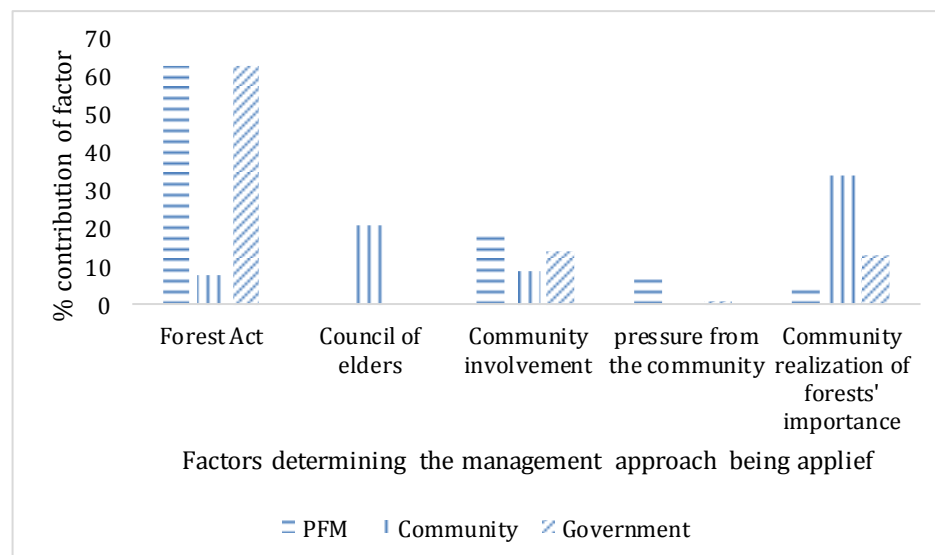 % contribution of factor
70
60
50
40
30
20
10
0
Forest Act
Council of
elders
Community
involvement
pressure from
the community
Community
realization of
forests'
importance
Factors determining the management approach being applief
PFM
Community
Government